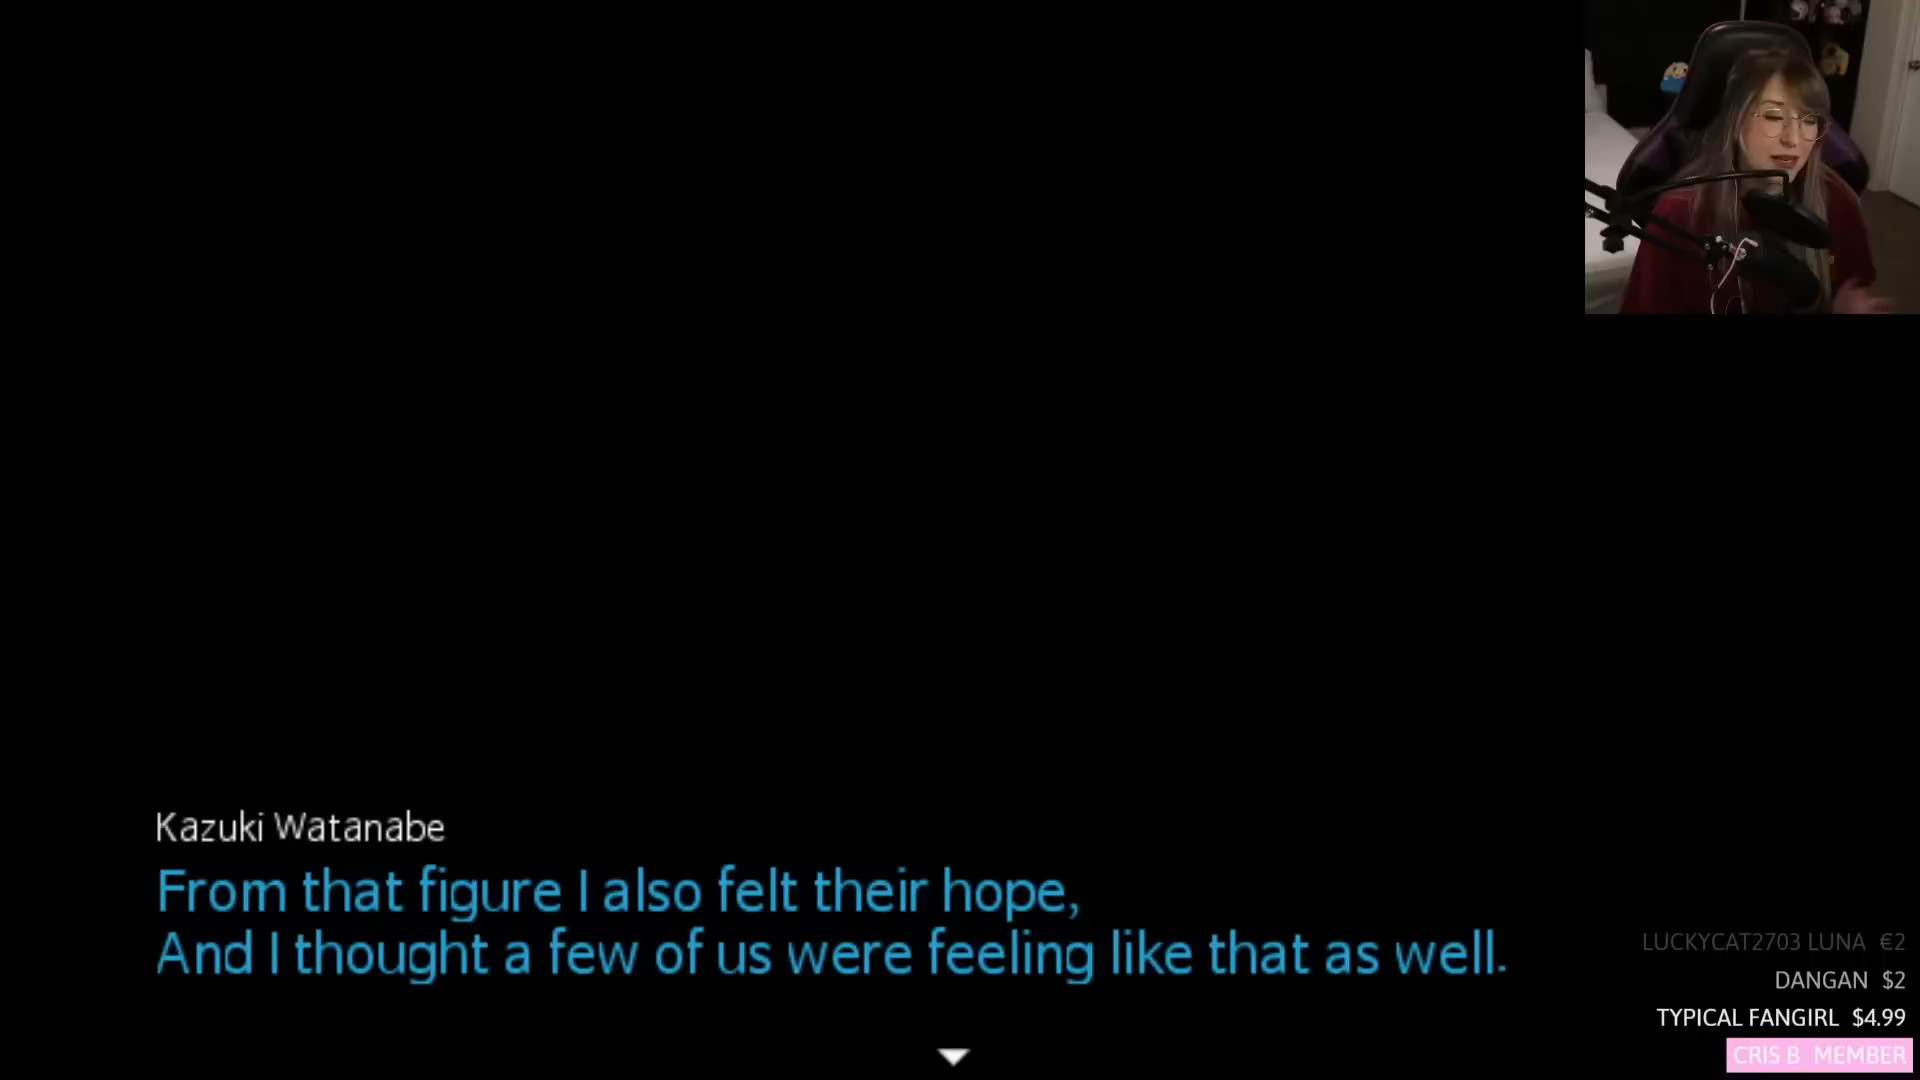 Kazuki Watanabe
From that figure I also felt their hope,
And I thought a few of us were feeling like that as well.
LUCKYCAT2703 LUNA €2
DANGAN $2
TYPICAL FANGIRL $4.99
CRIS B MEMBER